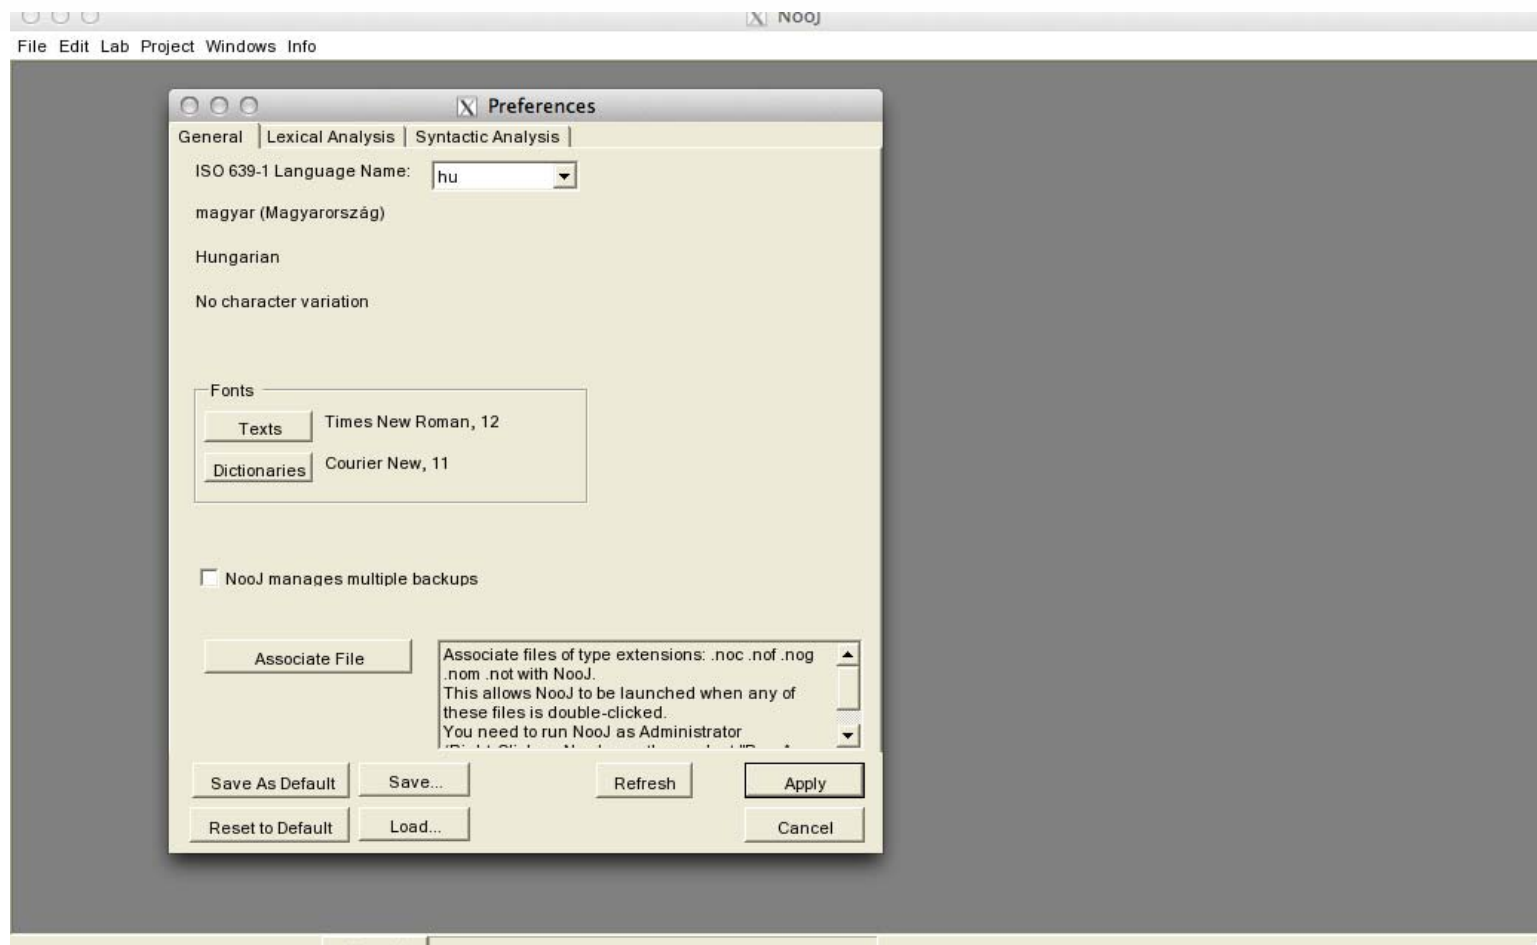 NooJ
File Edit Lab Project Windows Info
Preferences
General Lexical Analysis Syntactic Analysis
ISO 639-1 Language Name: hu
magyar (Magyarország)
Hungarian
No character variation
Fonts
Texts Times New Roman, 12
Dictionaries Courier New, 11
NooJ manages multiple backups
Associate File
Associate files of type extensions: .noc .nof .nog
.nom .not with NooJ.
This allows NooJ to be launched when any of
these files is double-clicked.
You need to run NooJ as Administrator
Save As Default Save... Refresh Apply
Reset to Default Load... Cancel